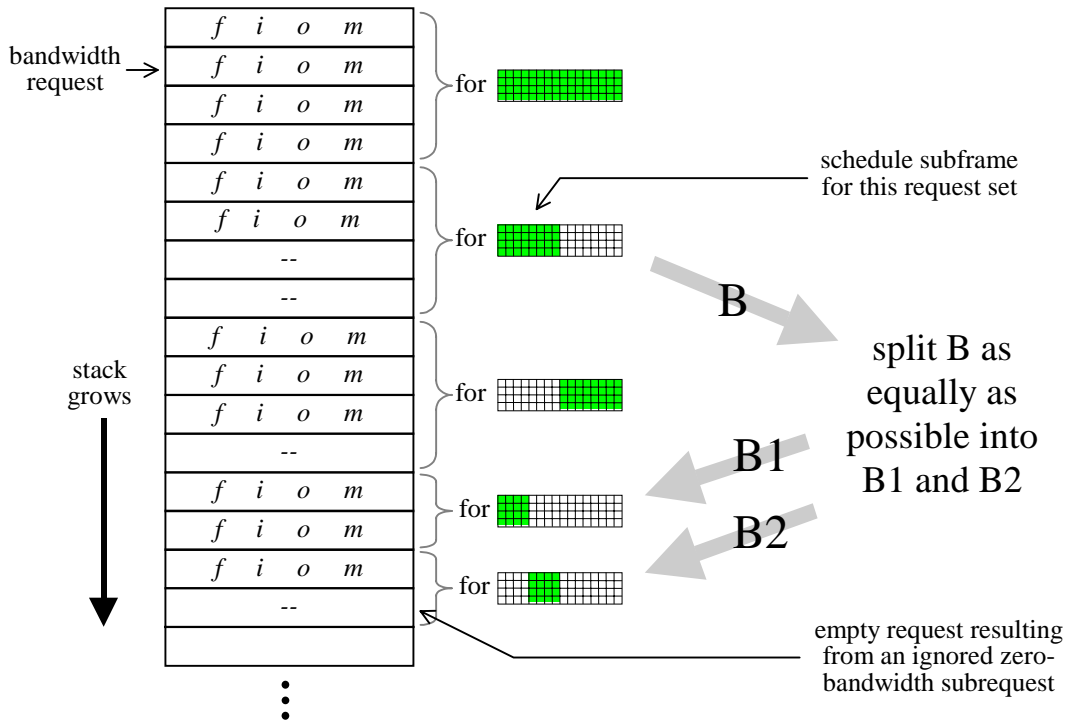 f i o m
bandwidth
request
f i o m
for
f i o m
f i o m
f i o m
schedule subframe
for this request set
f i o m
for
--
--
B
f i o m
split B as
equally as
possible into
B1 and B2
stack
grows
f i o m
for
f i o m
--
B1
f i o m
for
f i o m
B2
f i o m
for
--
empty request resulting
from an ignored zero-
bandwidth subrequest